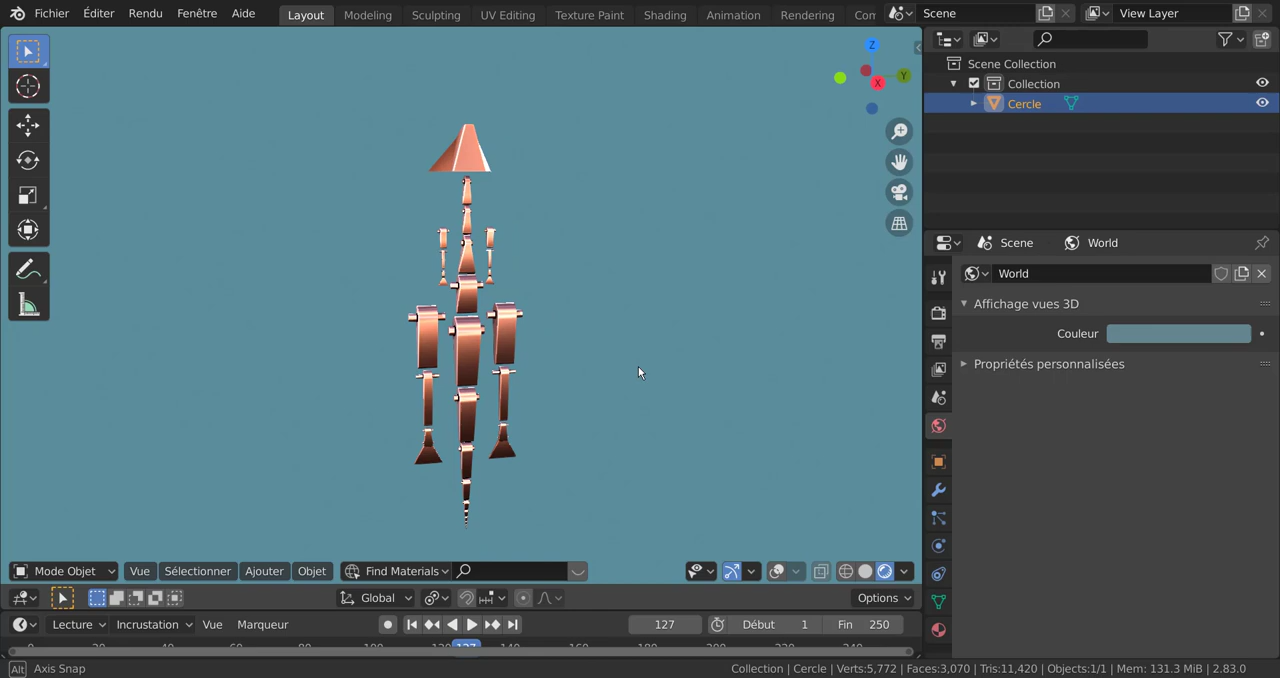 Fichier Éditer Rendu Fenêtre Aide Layout Modeling Sculpting UV Editing Texture Paint Shading Animation Rendering Com Scene View Layer
Z
Y
X
Scene Collection
Collection
Cercle
Scene World
World
Affichage vues 3D
Couleur
Propriétés personnalisées
Mode Objet Vue Sélectionner Ajouter Objet Find Materials
Global Options
Lecture Incrustation Vue Marqueur 127 Début 1 Fin 250
127
Alt Axis Snap Collection | Cercle | Verts:5,772 | Faces:3,070 | Tris:11,420 | Objects:1/1 | Mem: 131.3 MiB | 2.83.0